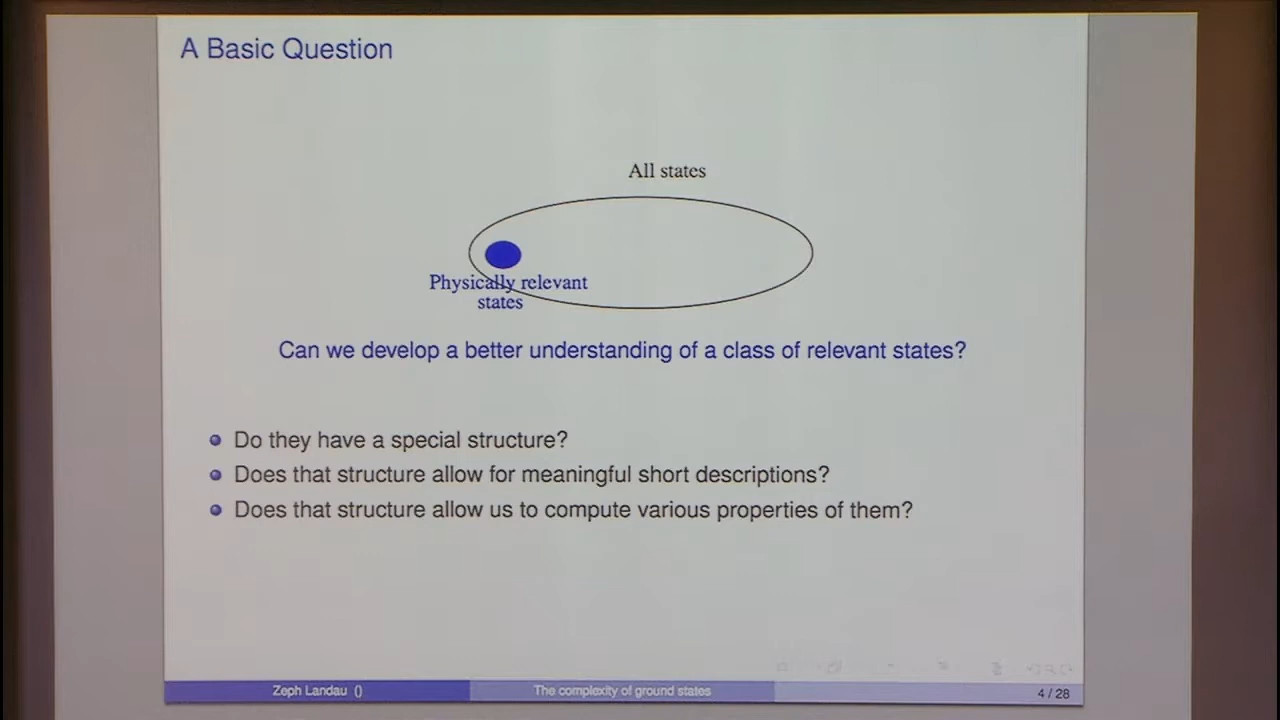 A Basic Question
All states
Physically relevant
states
Can we develop a better understanding of a class of relevant states?
Do they have a special structure?
Does that structure allow for meaningful short descriptions?
Does that structure allow us to compute various properties of them?
Zeph Landau ()
The complexity of ground states
4 / 28